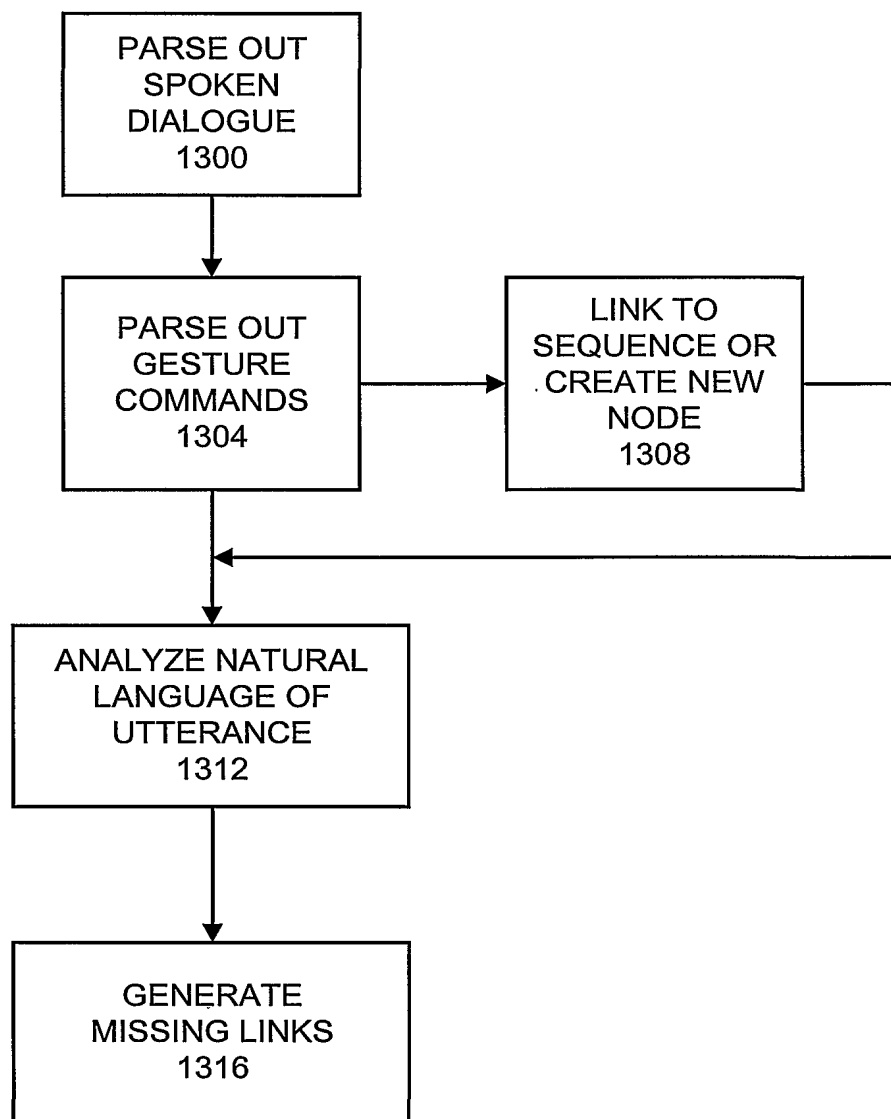 PARSE OUT
SPOKEN
DIALOGUE
1300
PARSE OUT
GESTURE
COMMANDS
1304
LINK TO
SEQUENCE OR
CREATE NEW
NODE
1308
ANALYZE NATURAL
LANGUAGE OF
UTTERANCE
1312
GENERATE
MISSING LINKS
1316